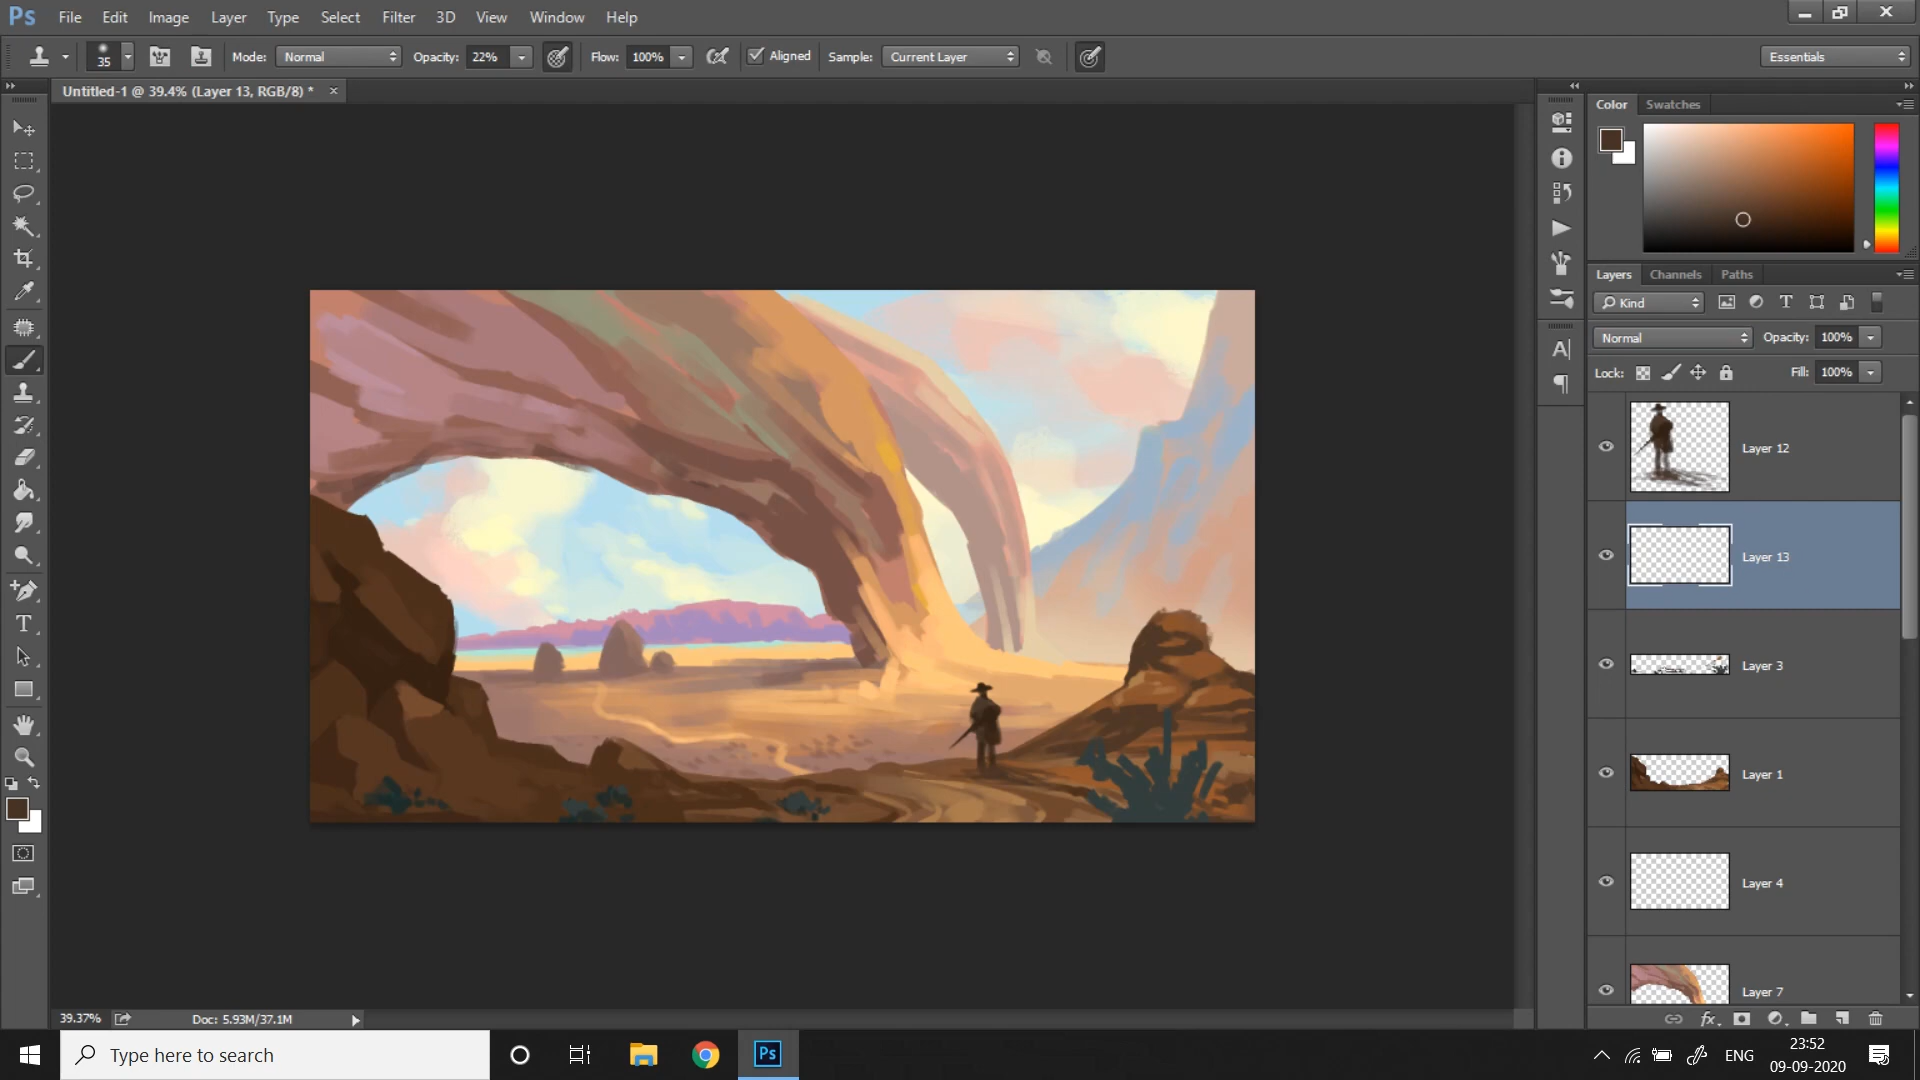 Ps File Edit Image Layer Type Select Filter 3D View Window Help
35 Mode: Normal Opacity: 22% Flow: 100% Aligned Sample: Current Layer Essentials
Untitled-1 @ 39.4% (Layer 13, RGB/8) * ×
Color Swatches
Layers Channels Paths
Kind
Normal Opacity: 100%
Lock: Fill: 100%
Layer 12
Layer 13
Layer 3
Layer 1
Layer 4
Layer 7
39.37% Doc: 5.93M/37.1M
fx
Type here to search
Ps
ENG
23:52
09-09-2020